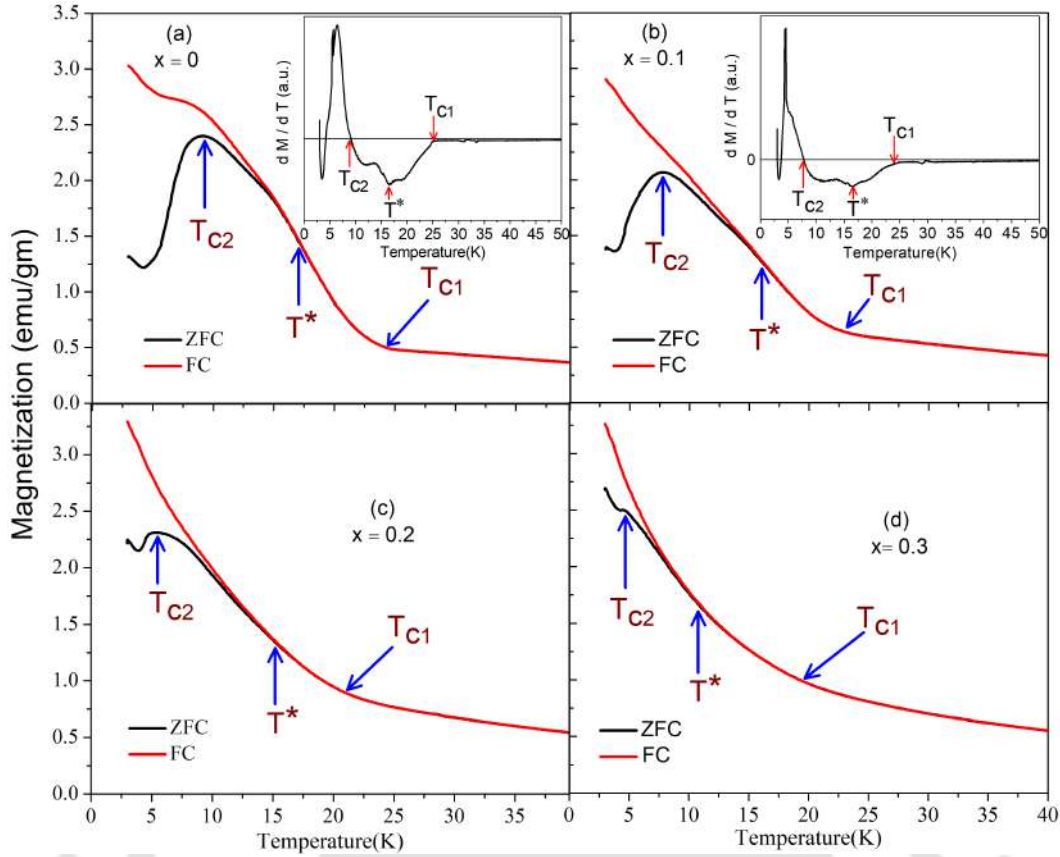 Magnetization (emu/gm)
(a)
x = 0
3.0
2.5
2.0
1.5
1.0
0.5
0.0
T_C2
T*
T_C1
ZFC
FC
d M / d T (a.u.)
T_C1
T_C2
T*
0 5 10 15 20 25 30 35 40 45 50
Temperature(K)
(b)
x = 0.1
T_C2
T*
T_C1
ZFC
FC
d M / d T (a.u.)
0
T_C1
T_C2
T*
0 5 10 15 20 25 30 35 40 45 50
Temperature(K)
(c)
x = 0.2
3.0
2.5
2.0
1.5
1.0
0.5
0.0
T_C2
T*
T_C1
ZFC
FC
0 5 10 15 20 25 30 35
Temperature(K)
(d)
x= 0.3
T_C2
T*
T_C1
ZFC
FC
0 5 10 15 20 25 30 35 40
Temperature(K)